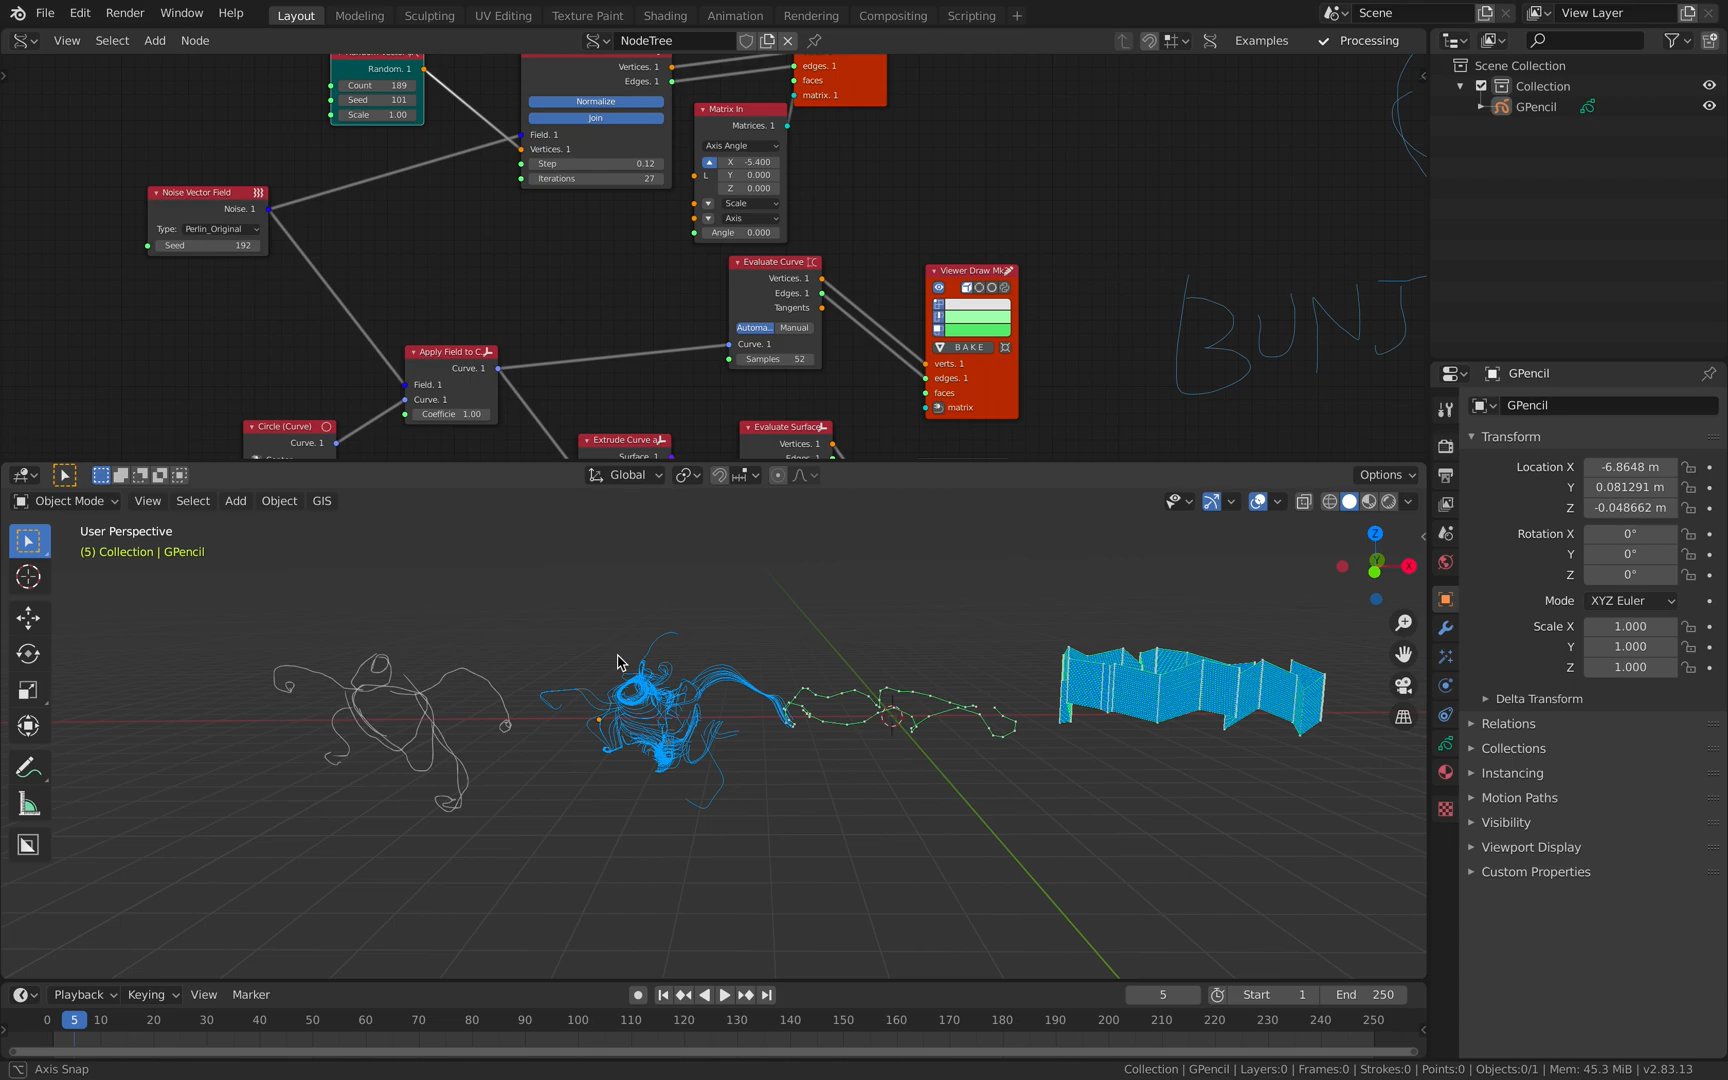 File Edit Render Window Help Layout Modeling Sculpting UV Editing Texture Paint Shading Animation Rendering Compositing Scripting + Scene View Layer
View Select Add Node NodeTree Examples Processing
Random. 1
Count 189
Seed 101
Scale 1.00
Vertices. 1
Edges. 1
Normalize
Join
Field. 1
Vertices. 1
Step 0.12
Iterations 27
edges. 1
faces
matrix. 1
Matrix In
Matrices. 1
Axis Angle
X -5.400
L Y 0.000
Z 0.000
Scale
Axis
Angle 0.000
Noise Vector Field
Noise. 1
Type: Perlin_Original
Seed 192
Evaluate Curve
Vertices. 1
Edges. 1
Tangents
Automa.. Manual
Curve. 1
Samples 52
Viewer Draw Mk
BAKE
verts. 1
edges. 1
faces
matrix
Apply Field to C
Curve. 1
Field. 1
Curve. 1
Coefficie 1.00
Circle (Curve)
Curve. 1
Extrude Curve a
Surface. 1
Evaluate Surface
Vertices. 1
Edges. 1
BUNT
Global Options
Object Mode View Select Add Object GIS
User Perspective
(5) Collection | GPencil
Z
Y
X
Playback Keying View Marker 5 Start 1 End 250
0 5 10 20 30 40 50 60 70 80 90 100 110 120 130 140 150 160 170 180 190 200 210 220 230 240 250
Axis Snap
Collection | GPencil | Layers:0 | Frames:0 | Strokes:0 | Points:0 | Objects:0/1 | Mem: 45.3 MiB | v2.83.13
Scene Collection
Collection
GPencil
GPencil
GPencil
Transform
Location X -6.8648 m
Y 0.081291 m
Z -0.048662 m
Rotation X 0°
Y 0°
Z 0°
Mode XYZ Euler
Scale X 1.000
Y 1.000
Z 1.000
Delta Transform
Relations
Collections
Instancing
Motion Paths
Visibility
Viewport Display
Custom Properties